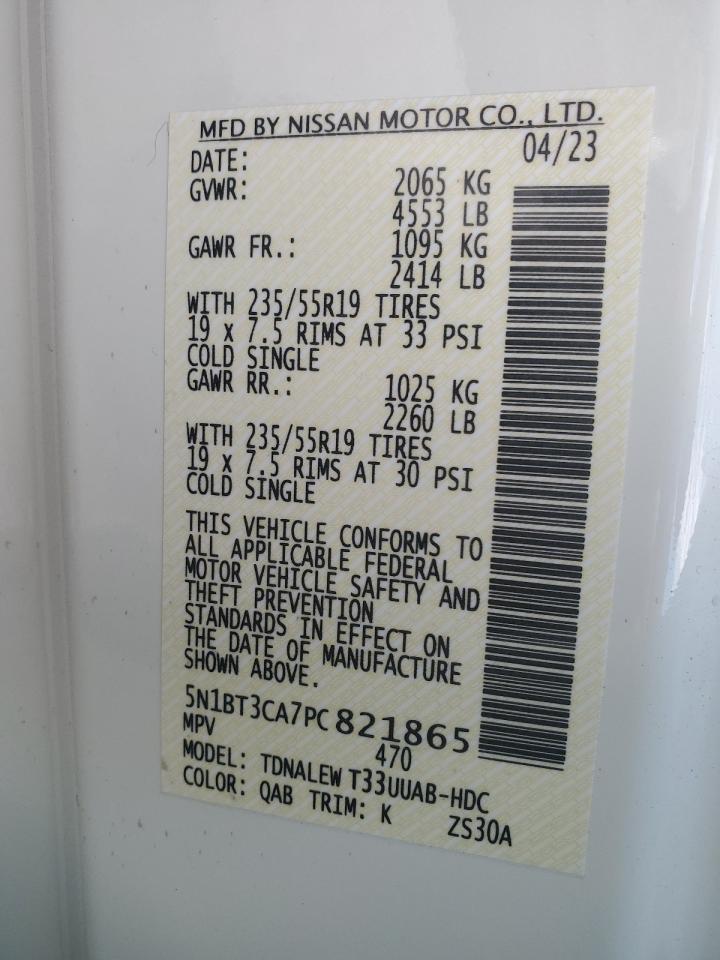 MFD BY NISSAN MOTOR CO., LTD.
DATE: 04/23
GVWR: 2065 KG
4553 LB
GAWR FR.: 1095 KG
2414 LB
WITH 235/55R19 TIRES
19 x 7.5 RIMS AT 33 PSI
COLD SINGLE
GAWR RR.: 1025 KG
2260 LB
WITH 235/55R19 TIRES
19 x 7.5 RIMS AT 30 PSI
COLD SINGLE
THIS VEHICLE CONFORMS TO
ALL APPLICABLE FEDERAL
MOTOR VEHICLE SAFETY AND
THEFT PREVENTION
STANDARDS IN EFFECT ON
THE DATE OF MANUFACTURE
SHOWN ABOVE.
5N1BT3CA7PC821865
MPV 470
MODEL: TDNALEW T33UUAB-HDC
COLOR: QAB TRIM: K ZS30A